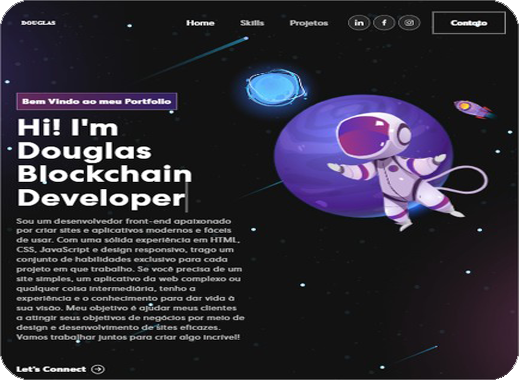 DOUGLAS
Home Skills Projetos Contato
Bem Vindo ao meu Portfolio
Hi! I'm
Douglas
Blockchain
Developer
Sou um desenvolvedor front-end apaixonado
por criar sites e aplicativos modernos e fáceis
de usar. Com uma sólida experiência em HTML,
CSS, JavaScript e design responsivo, trago um
conjunto de habilidades exclusivo para cada
projeto em que trabalho. Se você precisa de um
site simples, um aplicativo da web complexo ou
qualquer coisa intermediária, tenho a
experiência e o conhecimento para dar vida à
sua visão. Meu objetivo é ajudar meus clientes
a atingir seus objetivos de negócios por meio de
design e desenvolvimento de sites eficazes.
Vamos trabalhar juntos para criar algo incrível!
Let's Connect